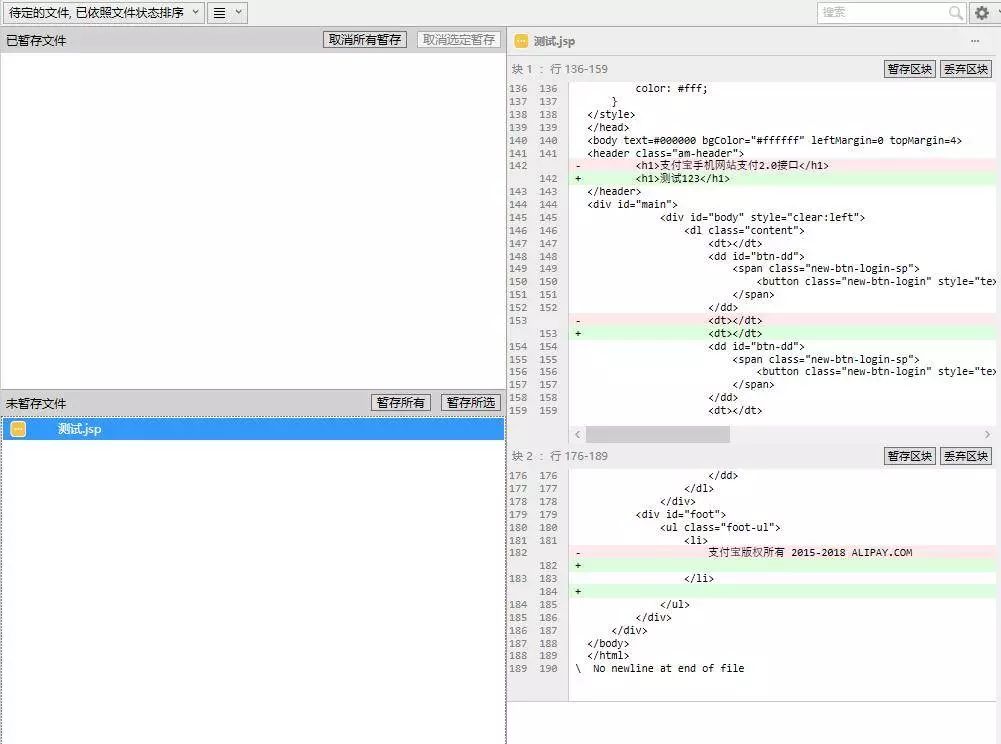 待定的文件, 已依照文件状态排序
搜索
已暂存文件 取消所有暂存 取消选定暂存
未暂存文件 暂存所有 暂存所选
测试.jsp
测试.jsp ...
块 1 : 行 136-159 暂存区块 丢弃区块
136 136 color: #fff;
137 137 }
138 138 </style>
139 139 </head>
140 140 <body text=#000000 bgColor="#ffffff" leftMargin=0 topMargin=4>
141 141 <header class="am-header">
142 - <h1>支付宝手机网站支付2.0接口</h1>
142 + <h1>测试123</h1>
143 143 </header>
144 144 <div id="main">
145 145 <div id="body" style="clear:left">
146 146 <dl class="content">
147 147 <dt></dt>
148 148 <dd id="btn-dd">
149 149 <span class="new-btn-login-sp">
150 150 <button class="new-btn-login" style="tex
151 151 </span>
152 152 </dd>
153 - <dt></dt>
153 + <dt></dt>
154 154 <dd id="btn-dd">
155 155 <span class="new-btn-login-sp">
156 156 <button class="new-btn-login" style="tex
157 157 </span>
158 158 </dd>
159 159 <dt></dt>
块 2 : 行 176-189 暂存区块 丢弃区块
176 176 </dd>
177 177 </dl>
178 178 </div>
179 179 <div id="foot">
180 180 <ul class="foot-ul">
181 181 <li>
182 - 支付宝版权所有 2015-2018 ALIPAY.COM
182 +
183 183 </li>
184 +
184 185 </ul>
185 186 </div>
186 187 </div>
187 188 </body>
188 189 </html>
189 190 \ No newline at end of file